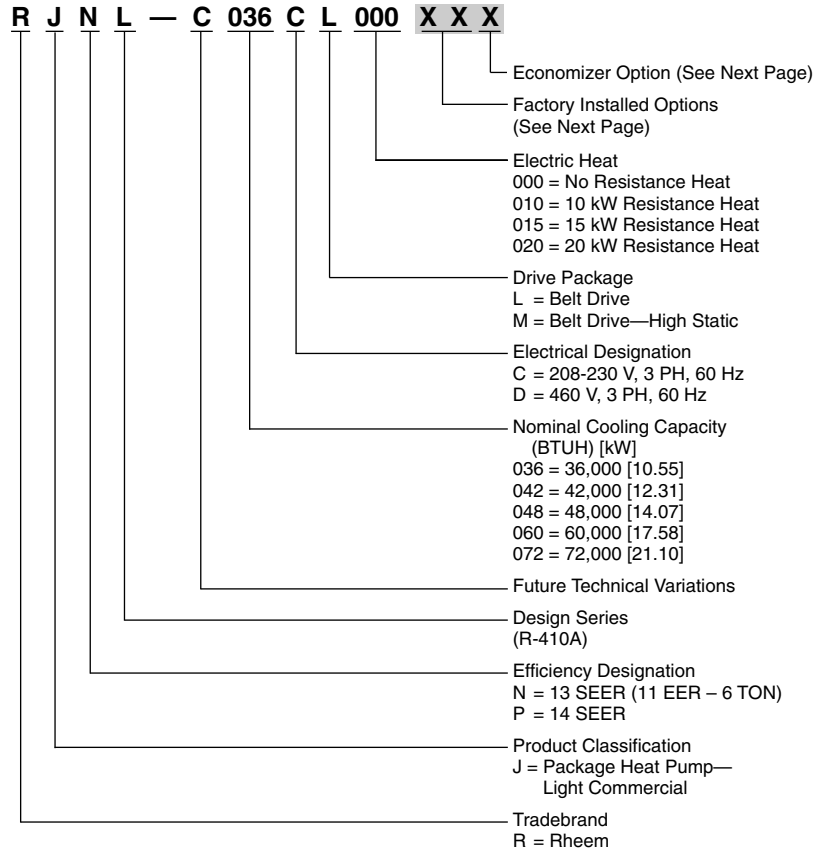 R J N L — C 036 C L 000 X X X
Economizer Option (See Next Page)
Factory Installed Options
(See Next Page)
Electric Heat
000 = No Resistance Heat
010 = 10 kW Resistance Heat
015 = 15 kW Resistance Heat
020 = 20 kW Resistance Heat
Drive Package
L = Belt Drive
M = Belt Drive—High Static
Electrical Designation
C = 208-230 V, 3 PH, 60 Hz
D = 460 V, 3 PH, 60 Hz
Nominal Cooling Capacity
(BTUH) [kW]
036 = 36,000 [10.55]
042 = 42,000 [12.31]
048 = 48,000 [14.07]
060 = 60,000 [17.58]
072 = 72,000 [21.10]
Future Technical Variations
Design Series
(R-410A)
Efficiency Designation
N = 13 SEER (11 EER – 6 TON)
P = 14 SEER
Product Classification
J = Package Heat Pump—
Light Commercial
Tradebrand
R = Rheem